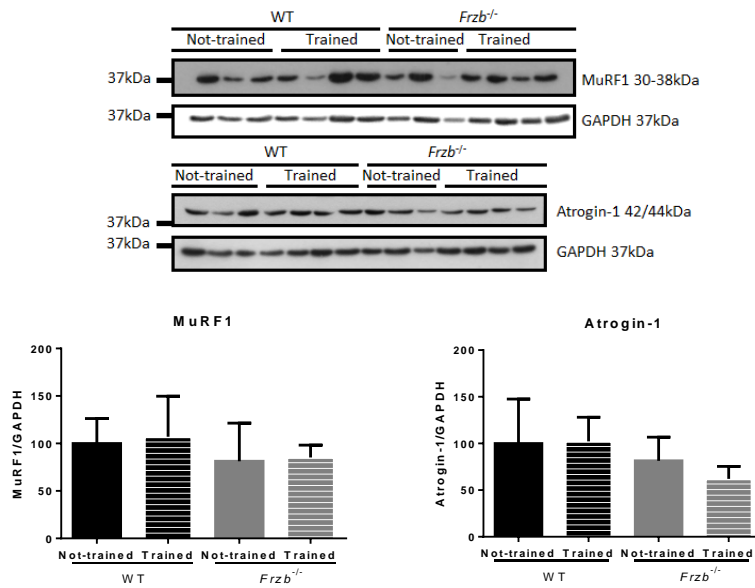 WT Frzb-/-
Not-trained Trained Not-trained Trained
37kDa MuRF1 30-38kDa
37kDa GAPDH 37kDa
WT Frzb-/-
Not-trained Trained Not-trained Trained
37kDa Atrogin-1 42/44kDa
37kDa GAPDH 37kDa
MuRF1
MuRF1/GAPDH
200
150
100
50
0
Not-trained Trained Not-trained Trained
WT Frzb-/-
Atrogin-1
Atrogin-1/GAPDH
200
150
100
50
0
Not-trained Trained Not-trained Trained
WT Frzb-/-